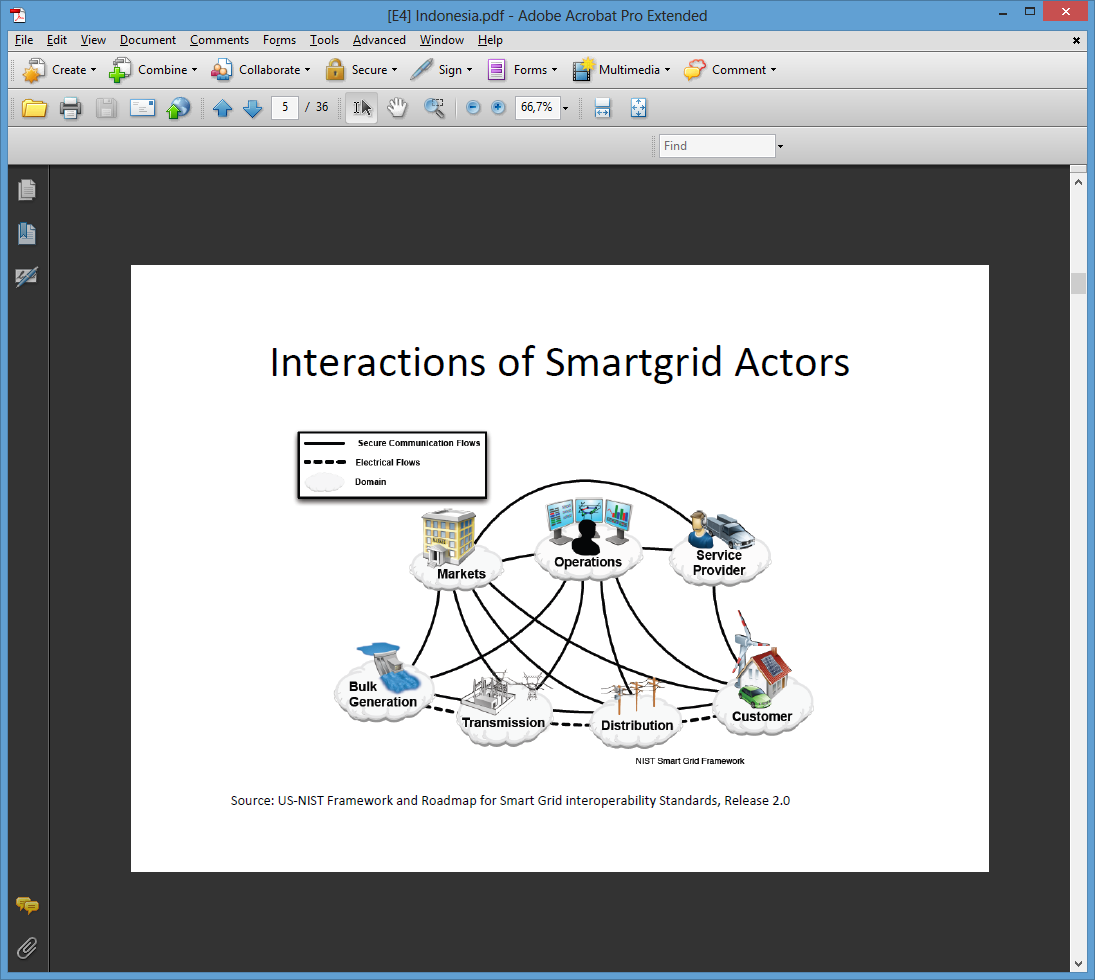 [E4] Indonesia.pdf - Adobe Acrobat Pro Extended
File Edit View Document Comments Forms Tools Advanced Window Help
Create Combine Collaborate Secure Sign Forms Multimedia Comment
5 / 36 66,7%
Find
Interactions of Smartgrid Actors
Secure Communication Flows
Electrical Flows
Domain
Markets
Operations
Service
Provider
Bulk
Generation
Transmission
Distribution
Customer
NIST Smart Grid Framework
Source: US-NIST Framework and Roadmap for Smart Grid interoperability Standards, Release 2.0